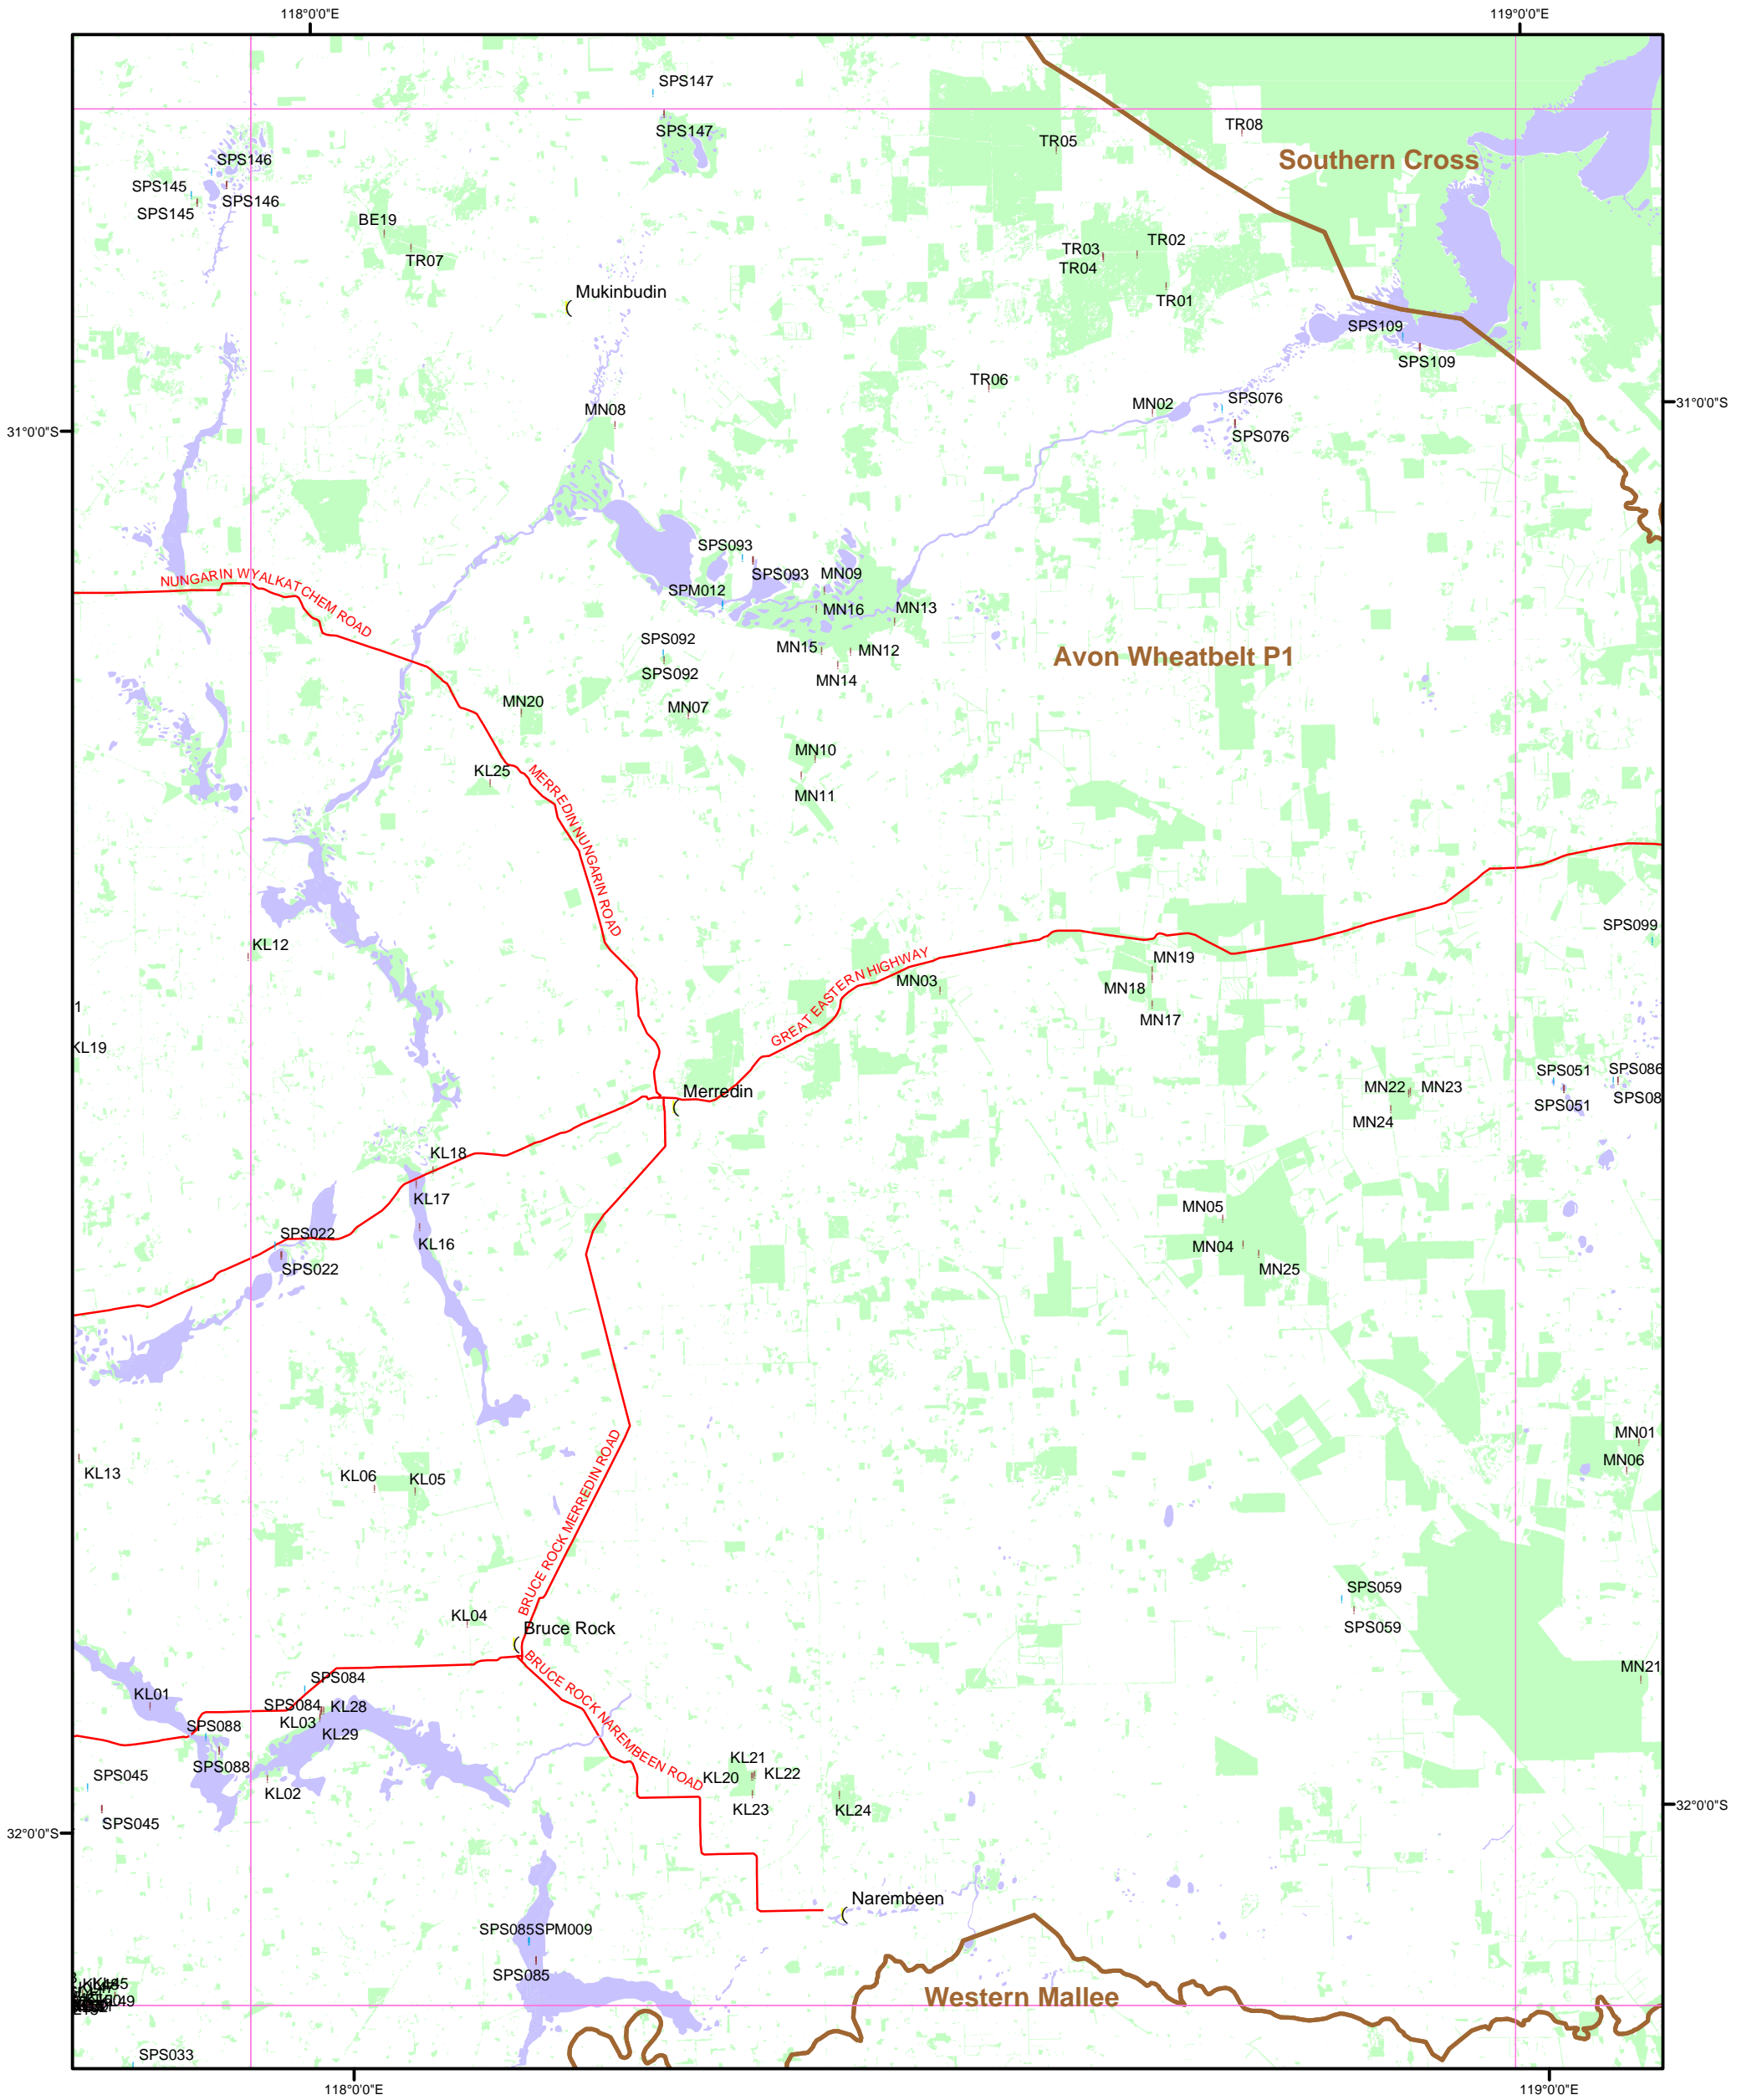 118°0'0"E
119°0'0"E
SPS147
SPS147
TR08
TR05
Southern Cross
SPS146
SPS145
SPS146
SPS145
BE19
TR07
TR02
TR03
TR04
TR01
Mukinbudin
SPS109
SPS109
TR06
MN02
SPS076
SPS076
MN08
31°0'0"S
31°0'0"S
SPS093
SPS093
MN09
NUNGARIN WYALKATCHEM ROAD
SPM012
MN16
MN13
SPS092
MN15
MN12
Avon Wheatbelt P1
SPS092
MN14
MN20
MN07
MN10
KL25
MN11
MERREDIN NUNGARIN ROAD
SPS099
KL12
GREAT EASTERN HIGHWAY
MN19
MN03
MN18
1
MN17
KL19
SPS051
SPS086
Merredin
MN22
MN23
SPS08
SPS051
MN24
KL18
KL17
MN05
SPS022
KL16
MN04
SPS022
MN25
MN01
BRUCE ROCK MERREDIN ROAD
MN06
KL13
KL06
KL05
SPS059
KL04
SPS059
Bruce Rock
MN21
BRUCE ROCK NAREMBEEN ROAD
SPS084
KL01
SPS084
KL28
KL03
SPS088
KL29
SPS088
KL21
KL20
KL22
SPS045
KL02
KL23
KL24
SPS045
32°0'0"S
32°0'0"S
Narembeen
SPS085SPM009
SPS085
Western Mallee
SPS033
118°0'0"E
119°0'0"E